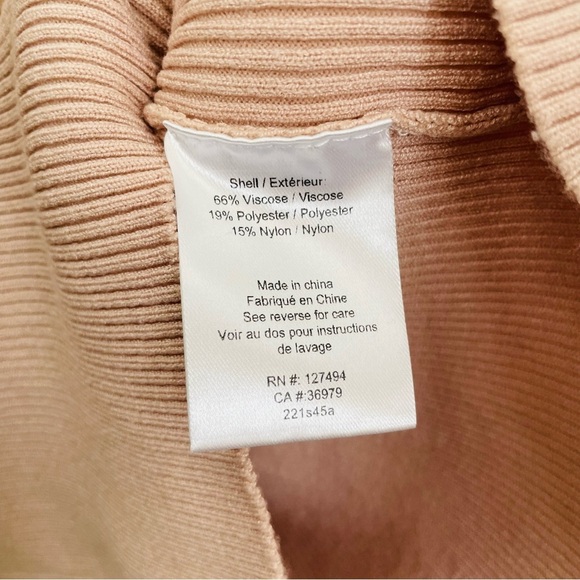 Shell / Extérieur:
66% Viscose / Viscose
19% Polyester / Polyester
15% Nylon / Nylon
Made in china
Fabriqué en Chine
See reverse for care
Voir au dos pour instructions
de lavage
RN #: 127494
CA #:36979
221s45a